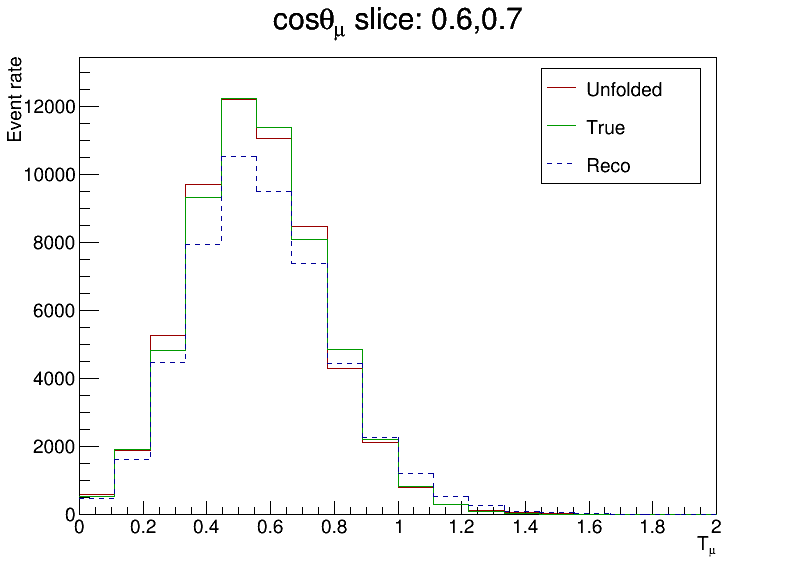 cosθμ slice: 0.6,0.7
Event rate
Unfolded
True
Reco
12000
10000
8000
6000
4000
2000
0
0 0.2 0.4 0.6 0.8 1 1.2 1.4 1.6 1.8 2
Tμ